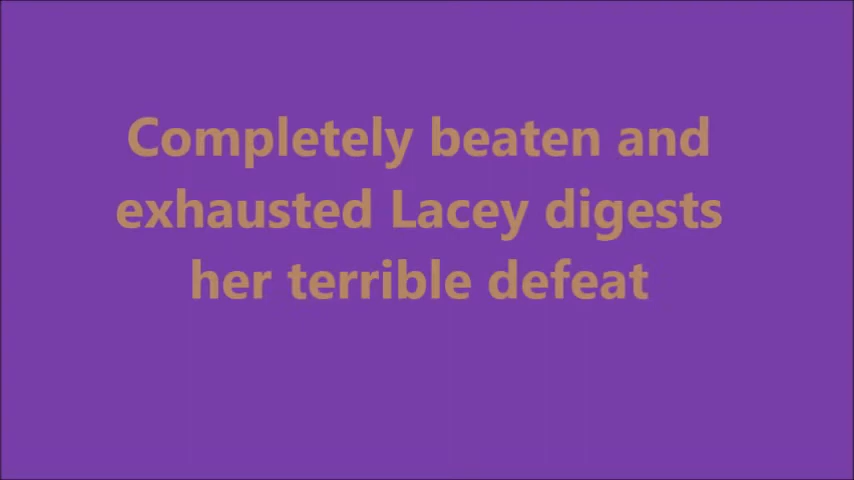 Completely beaten and
exhausted Lacey digests
her terrible defeat